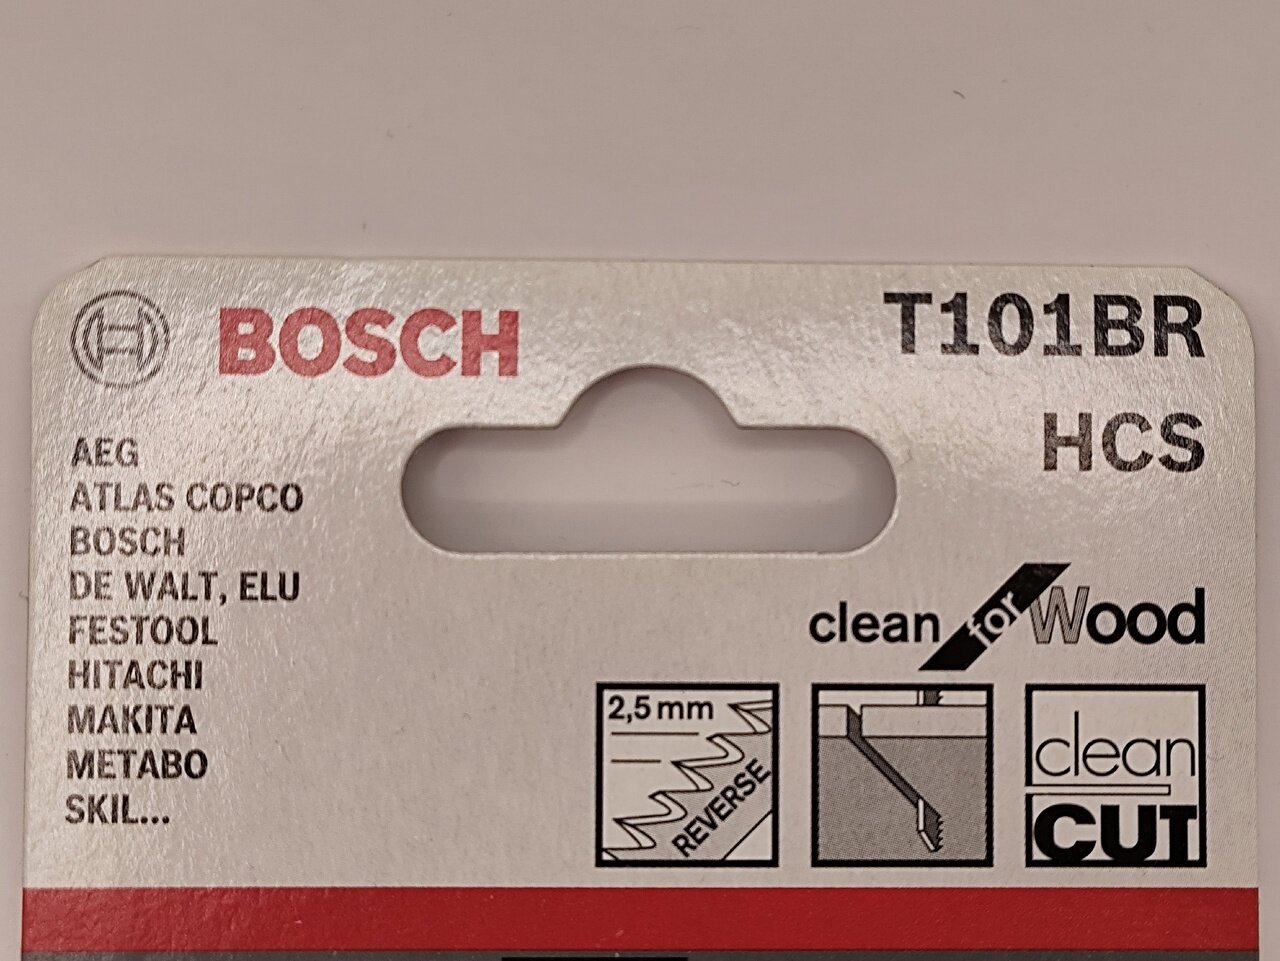 BOSCH
T101BR
HCS
AEG
ATLAS COPCO
BOSCH
DE WALT, ELU
FESTOOL
HITACHI
MAKITA
METABO
SKIL...
clean for Wood
2,5 mm
REVERSE
clean
CUT